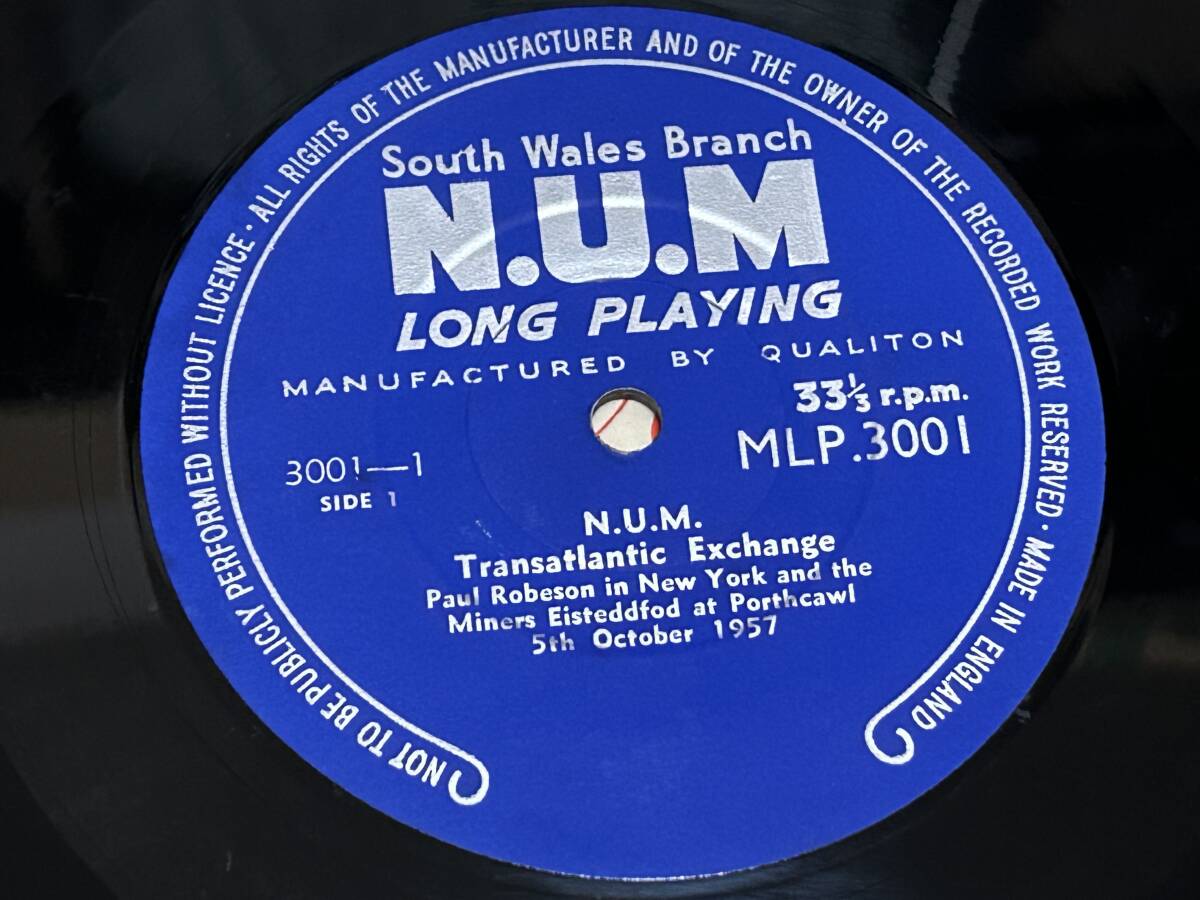 NOT TO BE PUBLICLY PERFORMED WITHOUT LICENCE · ALL RIGHTS OF THE MANUFACTURER AND OF THE OWNER OF THE RECORDED WORK RESERVED · MADE IN ENGLAND
South Wales Branch
N.U.M
LONG PLAYING
MANUFACTURED BY QUALITON
33⅓ r.p.m.
MLP.3001
3001—1
SIDE 1
N.U.M.
Transatlantic Exchange
Paul Robeson in New York and the
Miners Eisteddfod at Porthcawl
5th October 1957